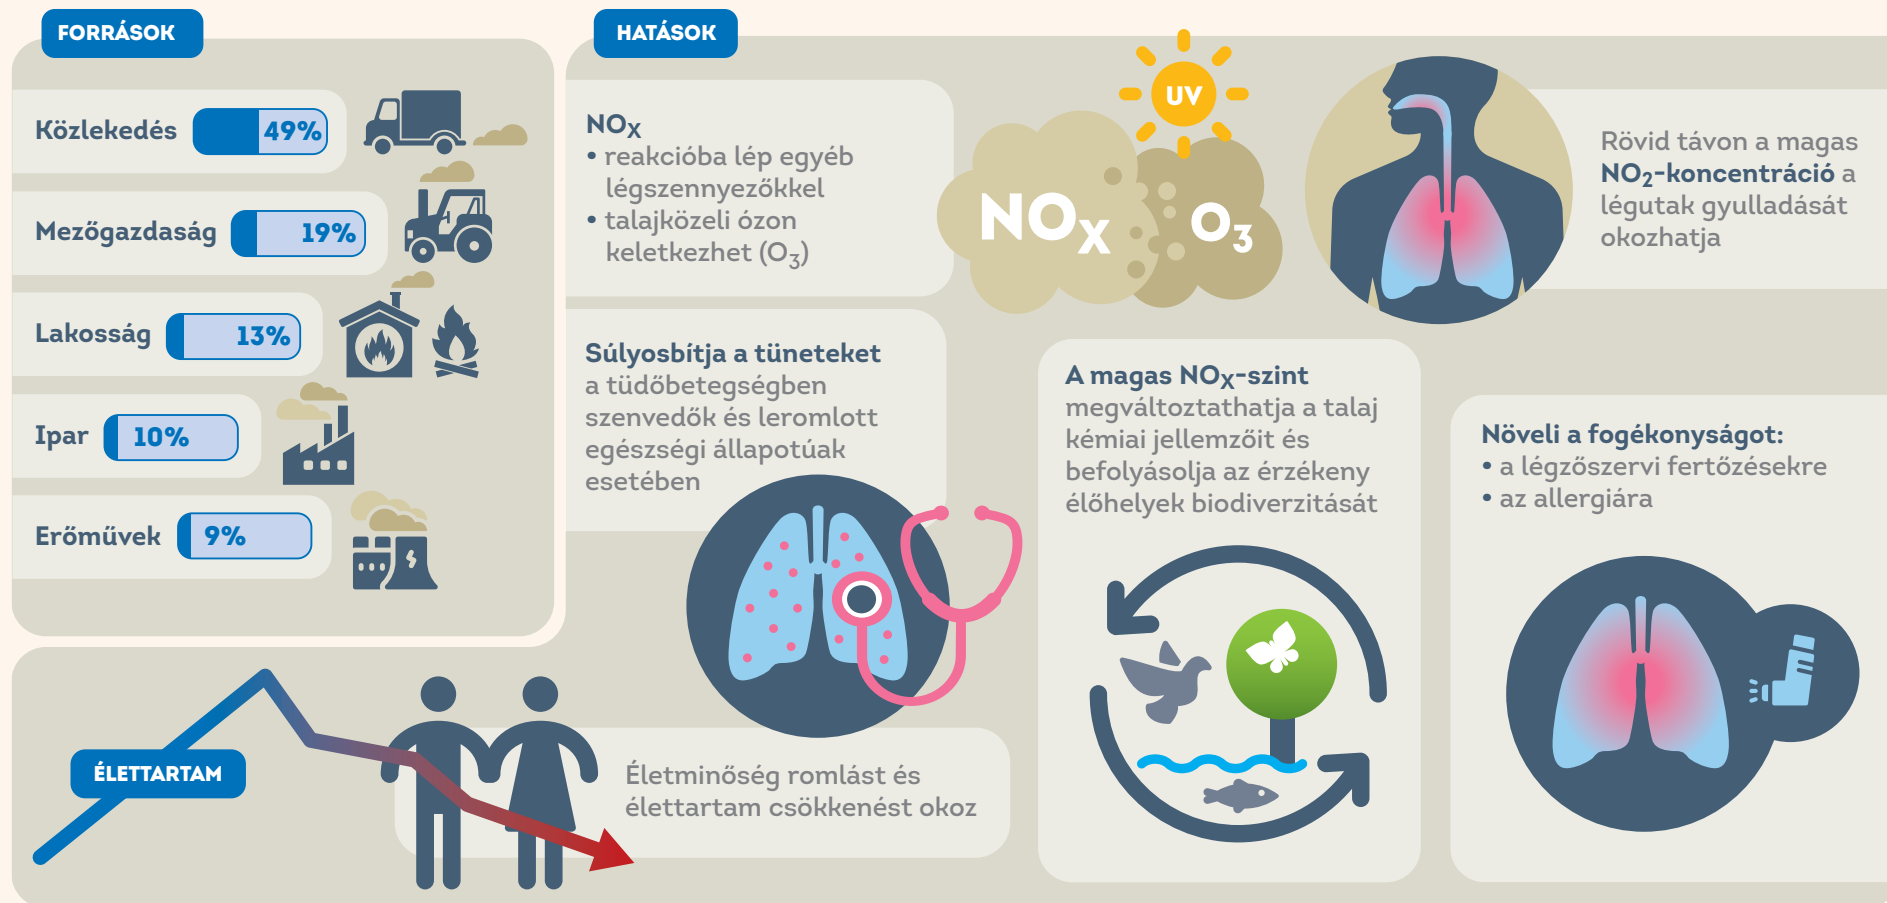 FORRÁSOK
Közlekedés 49%
Mezőgazdaság 19%
Lakosság 13%
Ipar 10%
Erőművek 9%
HATÁSOK
NOₓ
• reakcióba lép egyéb
légszennyezőkkel
• talajközeli ózon
keletkezhet (O₃)
UV
NOₓ
O₃
Rövid távon a magas
NO₂-koncentráció a
légutak gyulladását
okozhatja
Súlyosbítja a tüneteket
a tüdőbetegségben
szenvedők és leromlott
egészségi állapotúak
esetében
A magas NOₓ-szint
megváltoztathatja a talaj
kémiai jellemzőit és
befolyásolja az érzékeny
élőhelyek biodiverzitását
Növeli a fogékonyságot:
• a légzőszervi fertőzésekre
• az allergiára
ÉLETTARTAM
Életminőség romlást és
élettartam csökkenést okoz